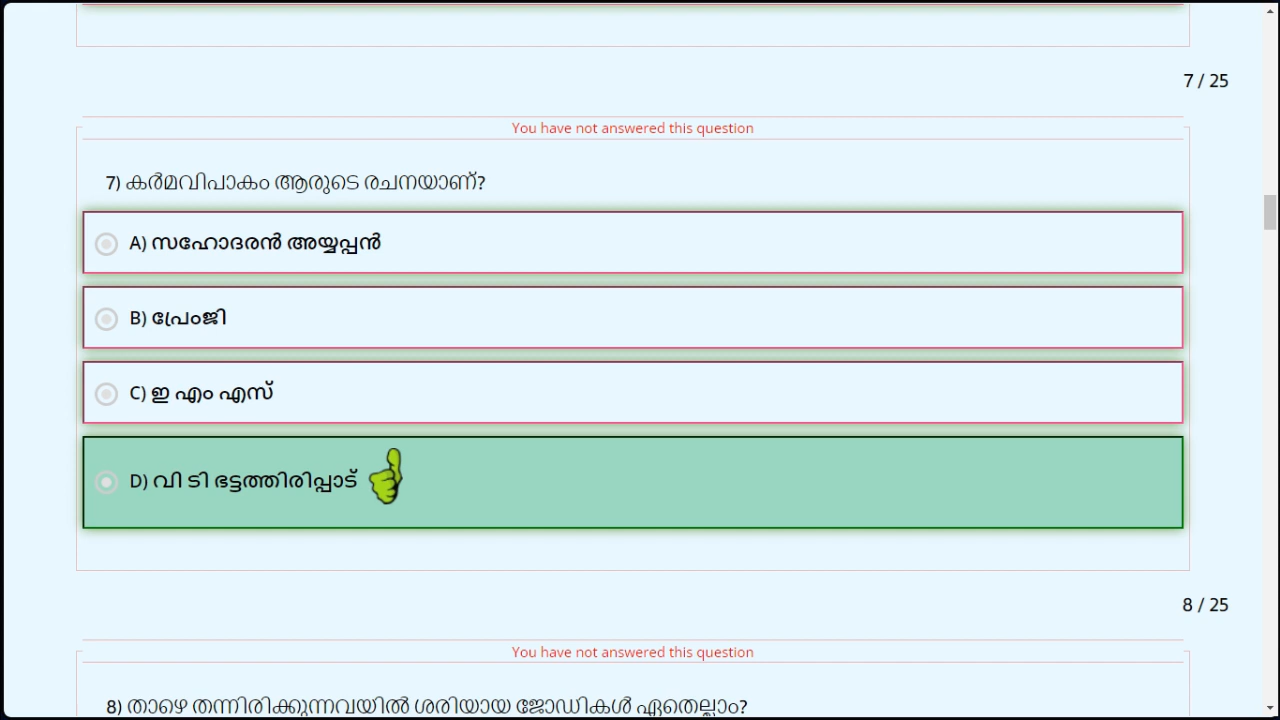 7 / 25
You have not answered this question
7) കർമവിപാകം ആരുടെ രചനയാണ്?
A) സഹോദരൻ അയ്യപ്പൻ
B) പ്രേംജി
C) ഇ എം എസ്
D) വി ടി ഭട്ടത്തിരിപ്പാട്
8 / 25
You have not answered this question
8) താഴെ തന്നിരിക്കുന്നവയിൽ ശരിയായ ജോഡികൾ ഏതെല്ലാം?